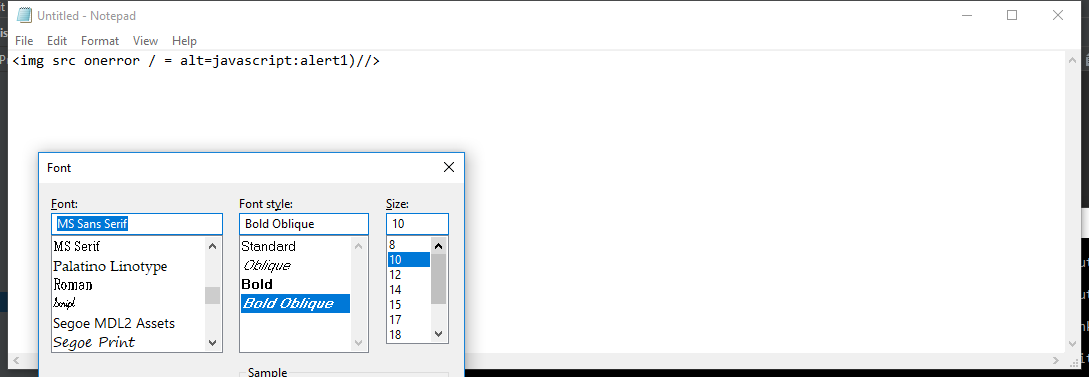 Untitled - Notepad
File Edit Format View Help
<img src onerror / = alt=javascript:alert1)//>
Font
Font: Font style: Size:
MS Sans Serif Bold Oblique 10
MS Serif Standard 8
Palatino Linotype Oblique 10
Roman Bold 12
Script Bold Oblique 14
Segoe MDL2 Assets 15
Segoe Print 17
18
Sample